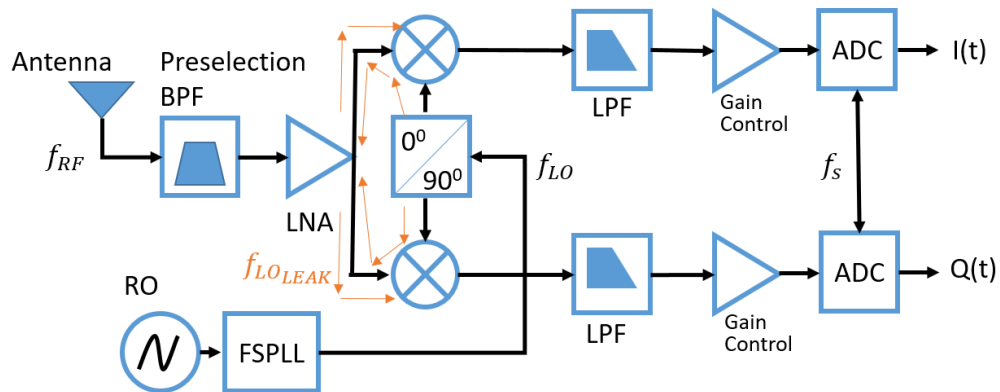 Antenna
Preselection
BPF
f_RF
LNA
0⁰
90⁰
f_LO
f_LO_LEAK
LPF
Gain
Control
ADC
I(t)
f_s
RO
FSPLL
LPF
Gain
Control
ADC
Q(t)